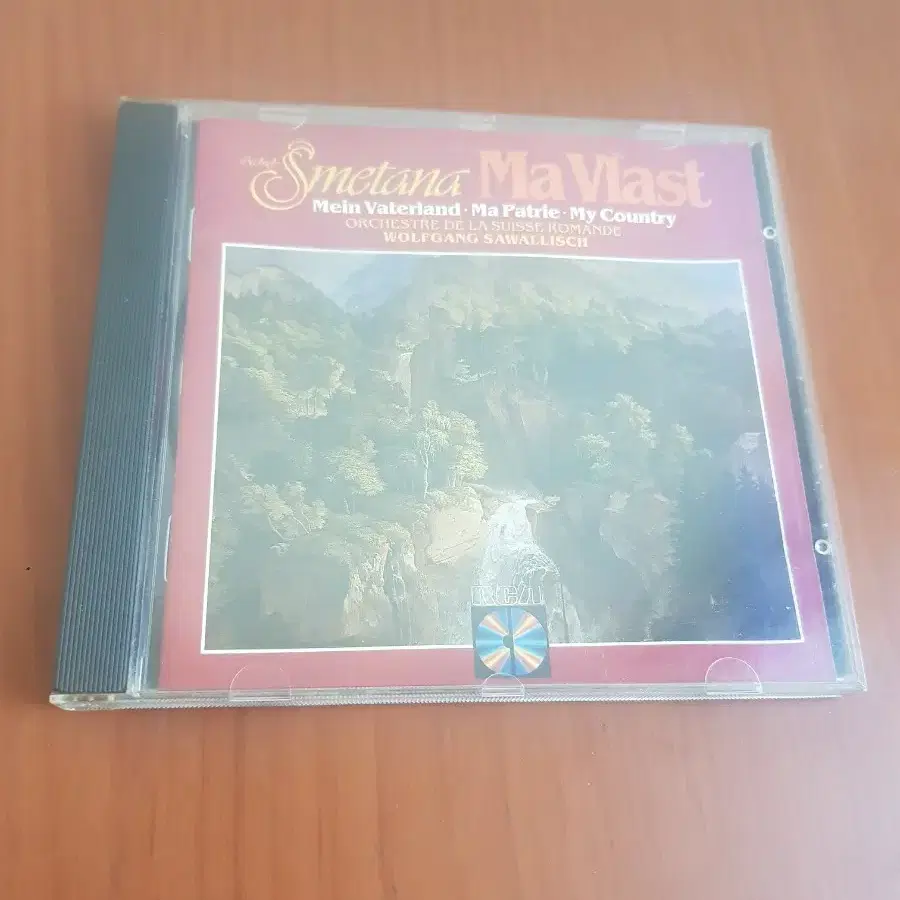 Smetana Ma Vlast
Mein Vaterland · Ma Patrie · My Country
ORCHESTRE DE LA SUISSE ROMANDE
WOLFGANG SAWALLISCH
RCA